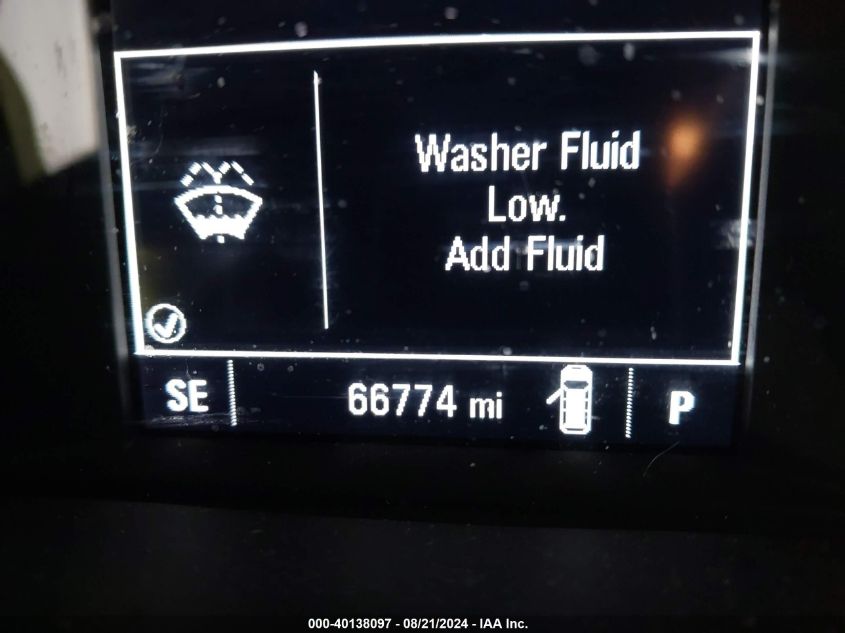 Washer Fluid
Low.
Add Fluid
SE 66774 mi P
000-40138097 - 08/21/2024 - IAA Inc.